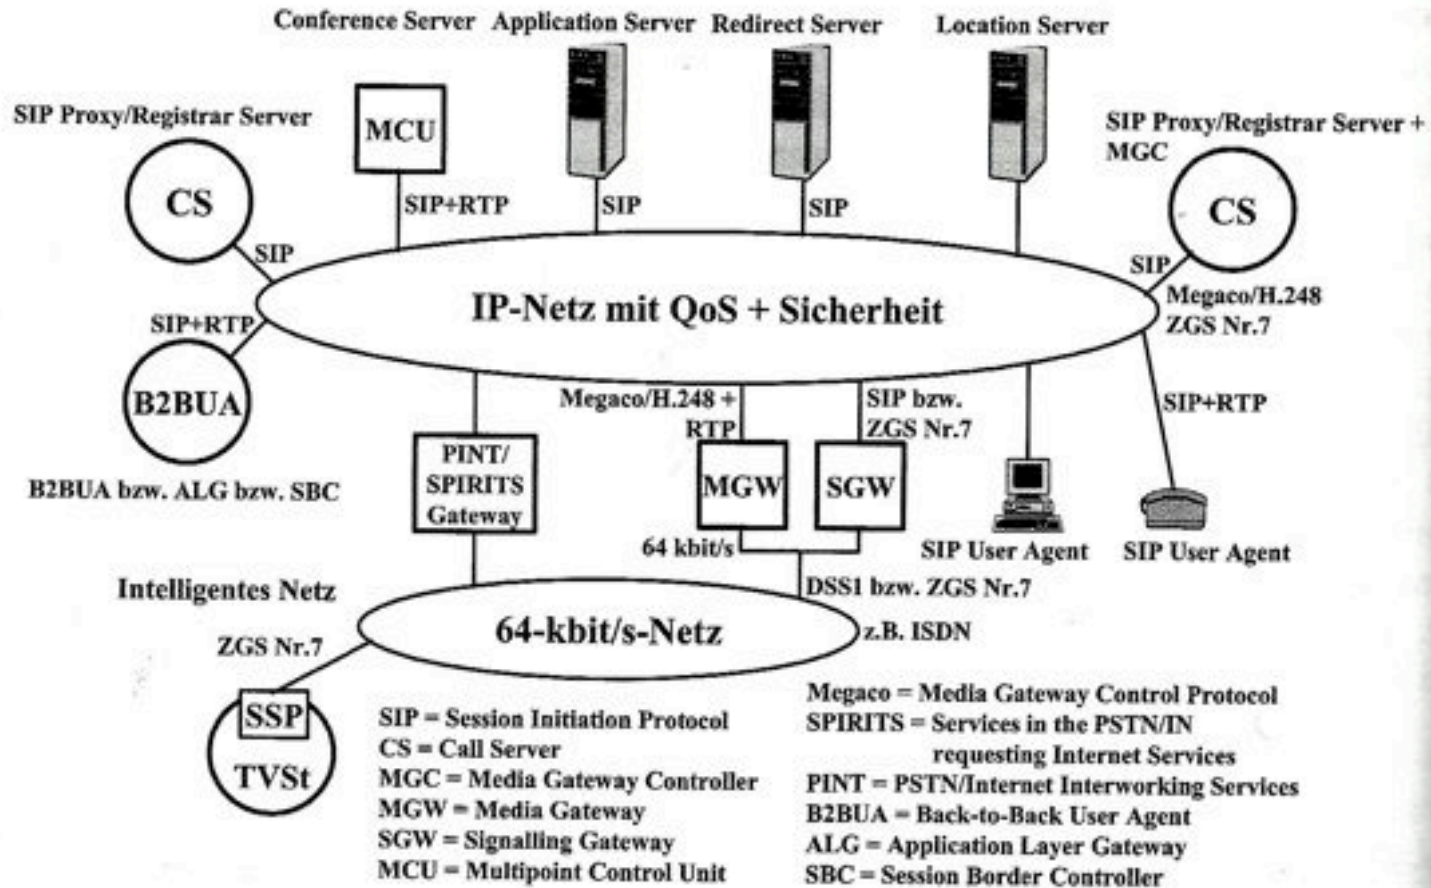 Conference Server
Application Server
Redirect Server
Location Server
SIP Proxy/Registrar Server
MCU
SIP Proxy/Registrar Server +
MGC
CS
CS
SIP+RTP
SIP
SIP
SIP
SIP
IP-Netz mit QoS + Sicherheit
Megaco/H.248
ZGS Nr.7
SIP+RTP
B2BUA
Megaco/H.248 +
RTP
SIP bzw.
ZGS Nr.7
SIP+RTP
PINT/
SPIRITS
Gateway
MGW
SGW
B2BUA bzw. ALG bzw. SBC
64 kbit/s
SIP User Agent
SIP User Agent
Intelligentes Netz
DSS1 bzw. ZGS Nr.7
64-kbit/s-Netz
z.B. ISDN
ZGS Nr.7
SSP
TVSt
SIP = Session Initiation Protocol
CS = Call Server
MGC = Media Gateway Controller
MGW = Media Gateway
SGW = Signalling Gateway
MCU = Multipoint Control Unit
Megaco = Media Gateway Control Protocol
SPIRITS = Services in the PSTN/IN
requesting Internet Services
PINT = PSTN/Internet Interworking Services
B2BUA = Back-to-Back User Agent
ALG = Application Layer Gateway
SBC = Session Border Controller